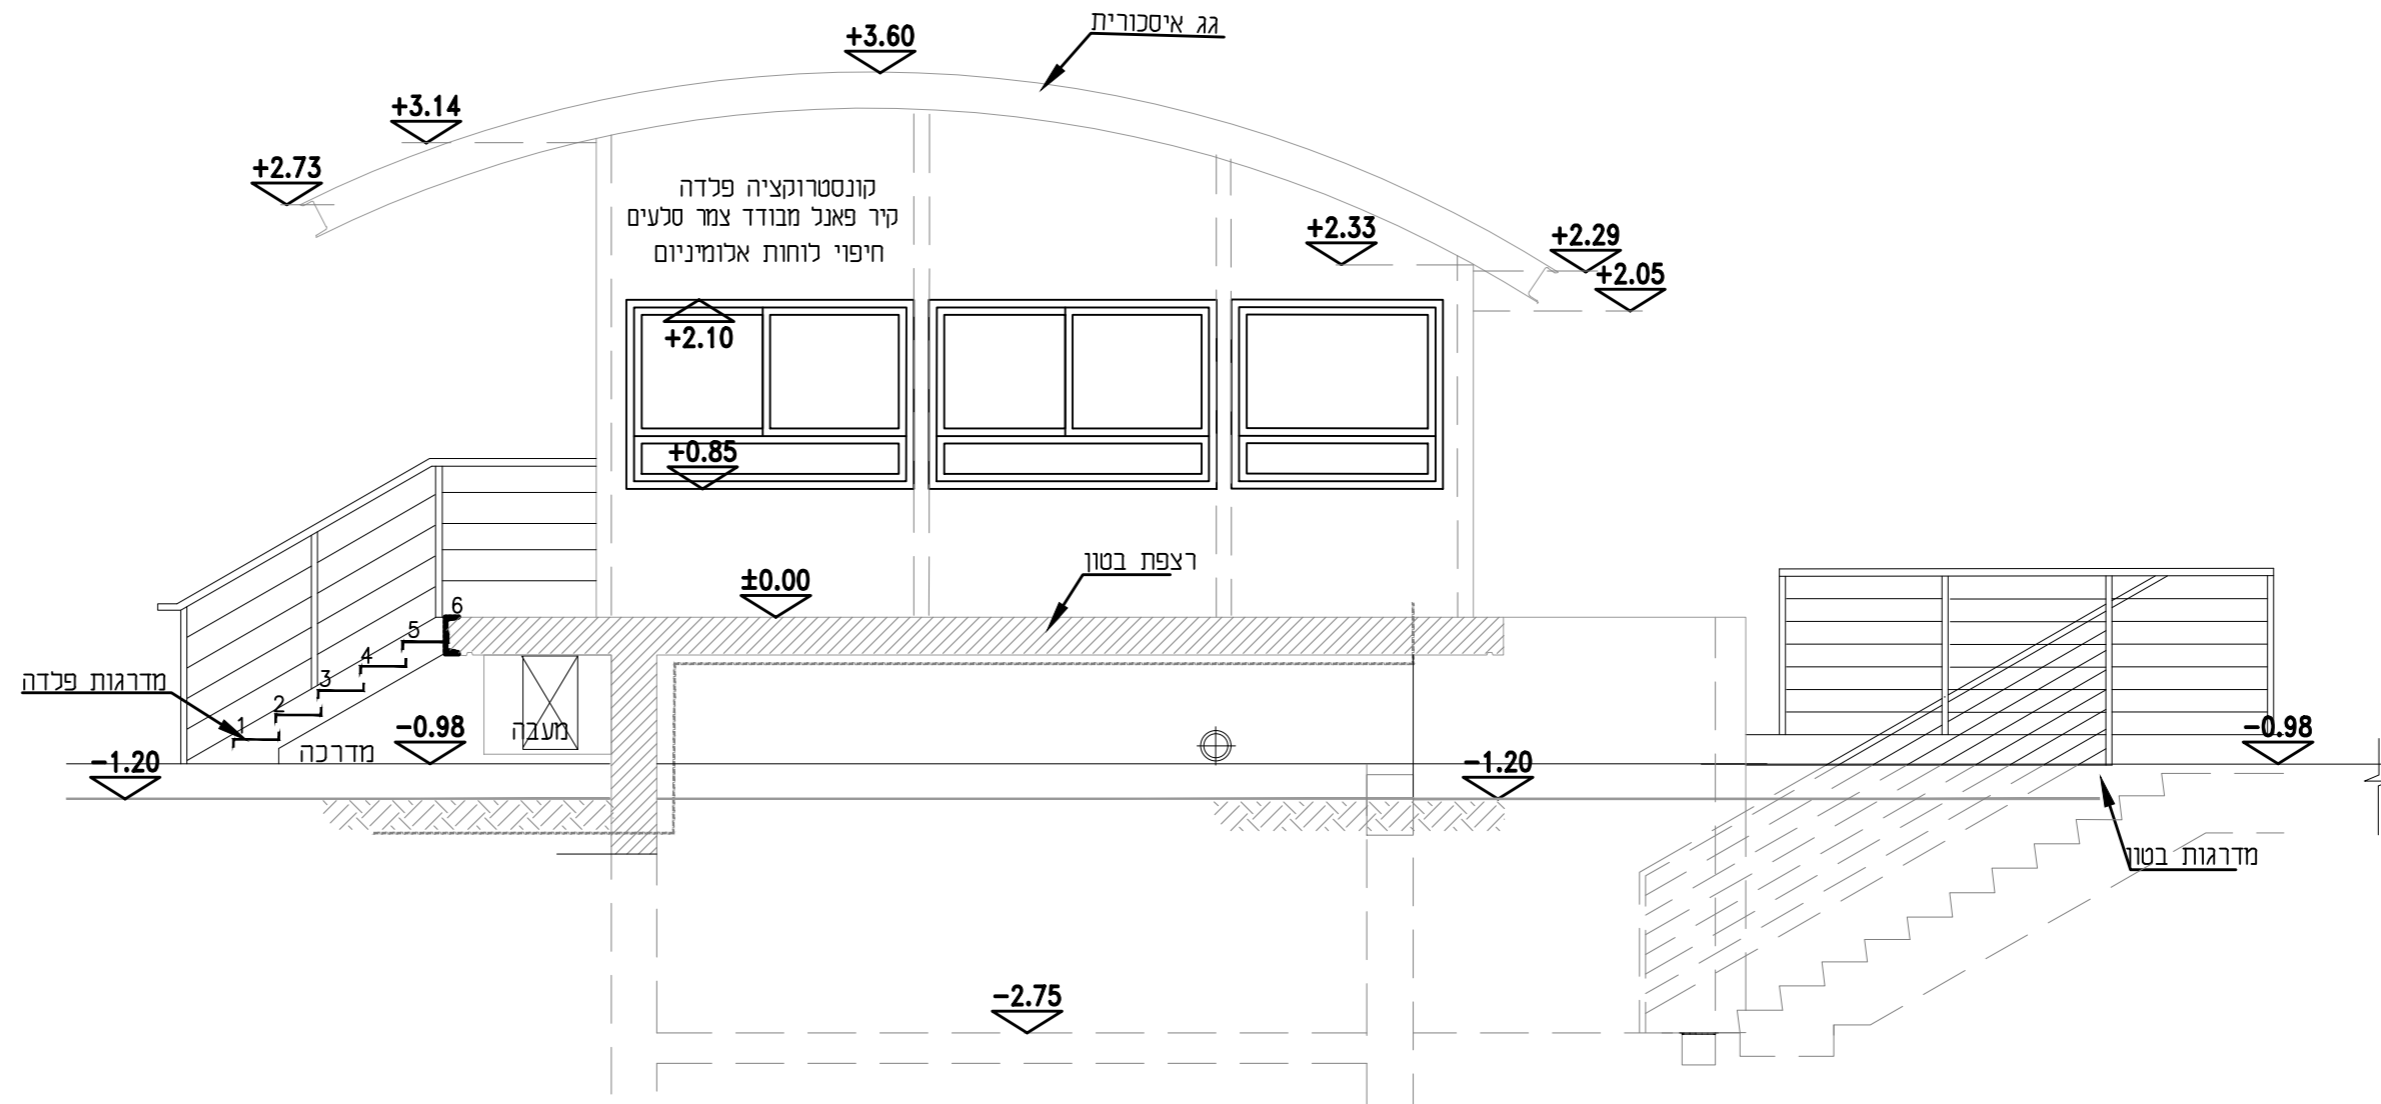 גג איסכורית
+3.60
+3.14
+2.73
קונסטרוקציה פלדה
קיר פאנל מבודד צמר סלעים
חיפוי לוחות אלומיניום
+2.33
+2.29
+2.05
+2.10
+0.85
רצפת בטון
±0.00
6
5
4
3
2
1
מדרגות פלדה
מדרכה
-0.98
מעבה
-1.20
-1.20
-0.98
מדרגות בטון
-2.75